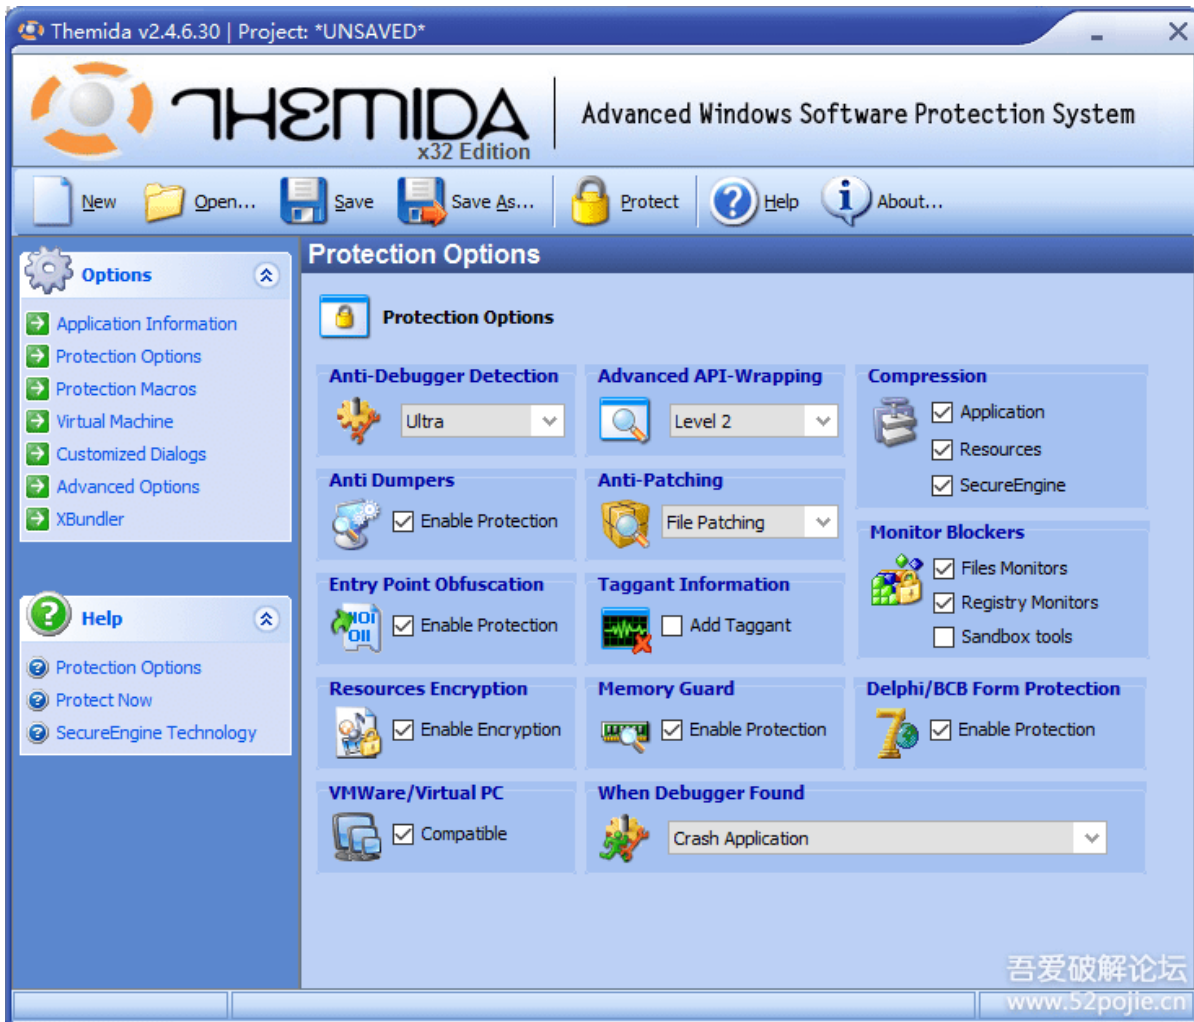 Themida v2.4.6.30 | Project: *UNSAVED*
THEMIDA
x32 Edition
Advanced Windows Software Protection System
New
Open...
Save
Save As...
Protect
Help
About...
Options
Application Information
Protection Options
Protection Macros
Virtual Machine
Customized Dialogs
Advanced Options
XBundler
Help
Protection Options
Protect Now
SecureEngine Technology
Protection Options
Protection Options
Anti-Debugger Detection
Ultra
Advanced API-Wrapping
Level 2
Compression
Application
Resources
SecureEngine
Anti Dumpers
Enable Protection
Anti-Patching
File Patching
Monitor Blockers
Files Monitors
Registry Monitors
Sandbox tools
Entry Point Obfuscation
Enable Protection
Taggant Information
Add Taggant
Resources Encryption
Enable Encryption
Memory Guard
Enable Protection
Delphi/BCB Form Protection
Enable Protection
VMWare/Virtual PC
Compatible
When Debugger Found
Crash Application
吾爱破解论坛
www.52pojie.cn